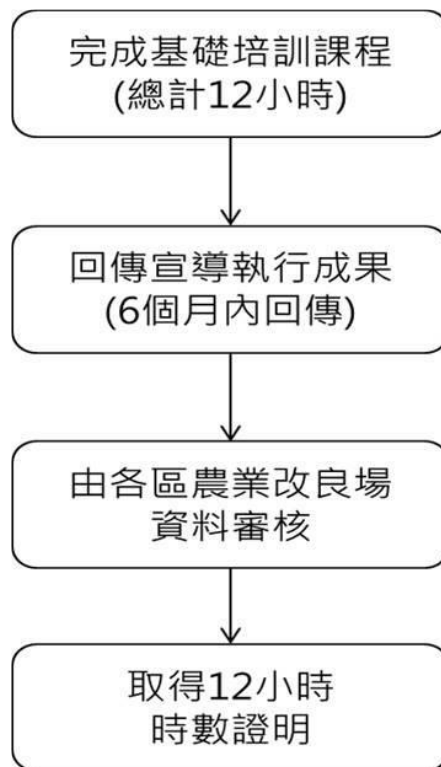 完成基礎培訓課程
(總計12小時)
回傳宣導執行成果
(6個月內回傳)
由各區農業改良場
資料審核
取得12小時
時數證明